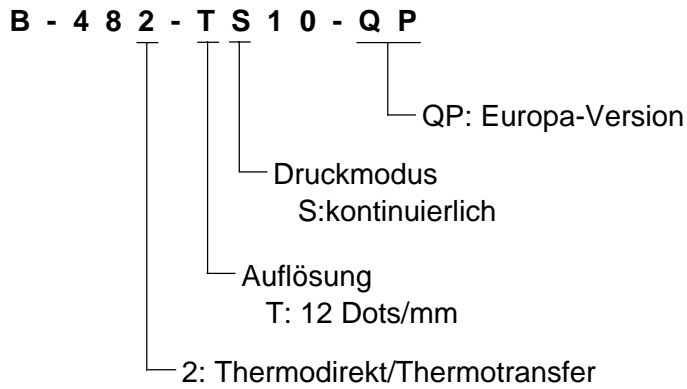 B - 4 8 2 - T S 1 0 - Q P
QP: Europa-Version
Druckmodus
S:kontinuierlich
Auflösung
T: 12 Dots/mm
2: Thermodirekt/Thermotransfer